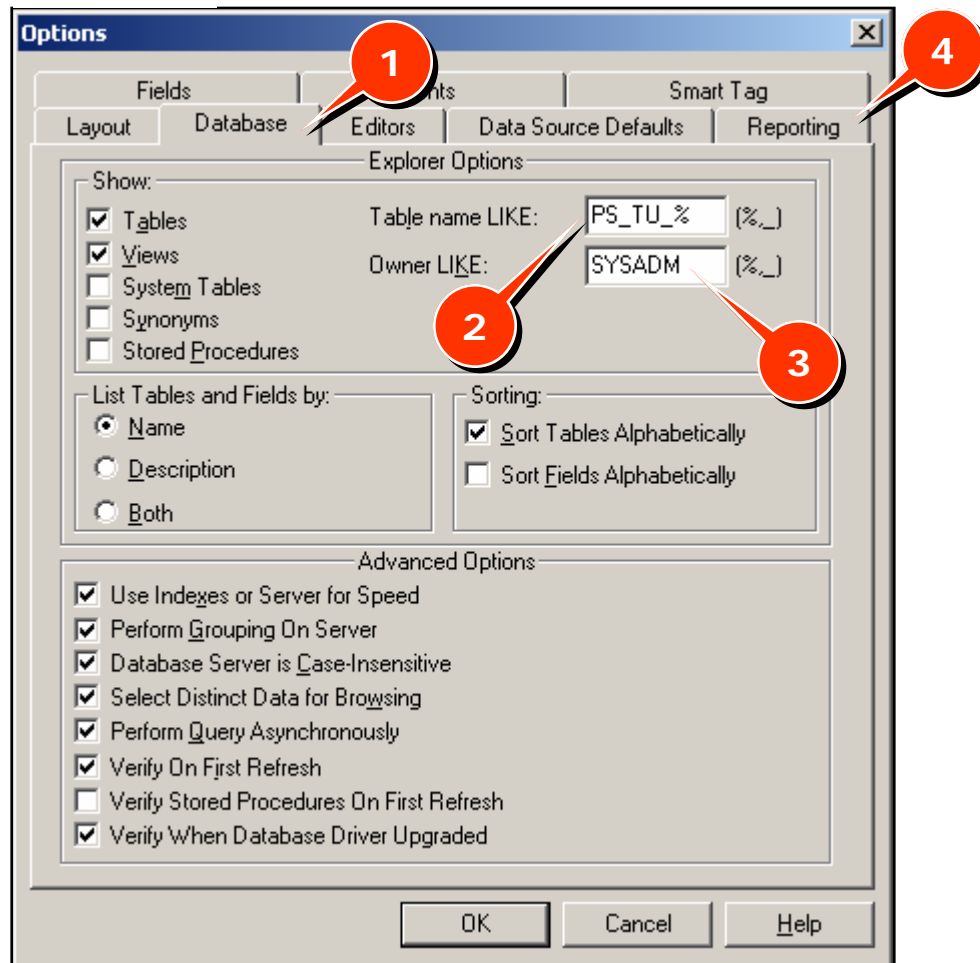 Options
1
4
Fields
nts
Smart Tag
Layout
Database
Editors
Data Source Defaults
Reporting
Explorer Options
Show:
Tables
Table name LIKE:
PS_TU_%
(%,_)
Views
Owner LIKE:
SYSADM
(%,_)
System Tables
Synonyms
2
3
Stored Procedures
List Tables and Fields by:
Sorting:
Name
Sort Tables Alphabetically
Description
Sort Fields Alphabetically
Both
Advanced Options
Use Indexes or Server for Speed
Perform Grouping On Server
Database Server is Case-Insensitive
Select Distinct Data for Browsing
Perform Query Asynchronously
Verify On First Refresh
Verify Stored Procedures On First Refresh
Verify When Database Driver Upgraded
OK
Cancel
Help